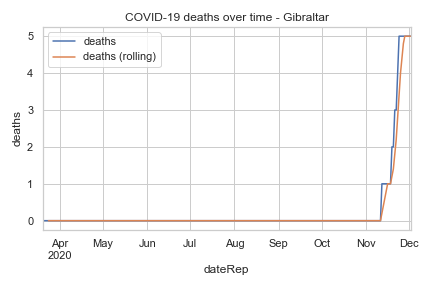 COVID-19 deaths over time - Gibraltar
deaths
deaths (rolling)
deaths
5
4
3
2
1
0
Apr May Jun Jul Aug Sep Oct Nov Dec
2020
dateRep